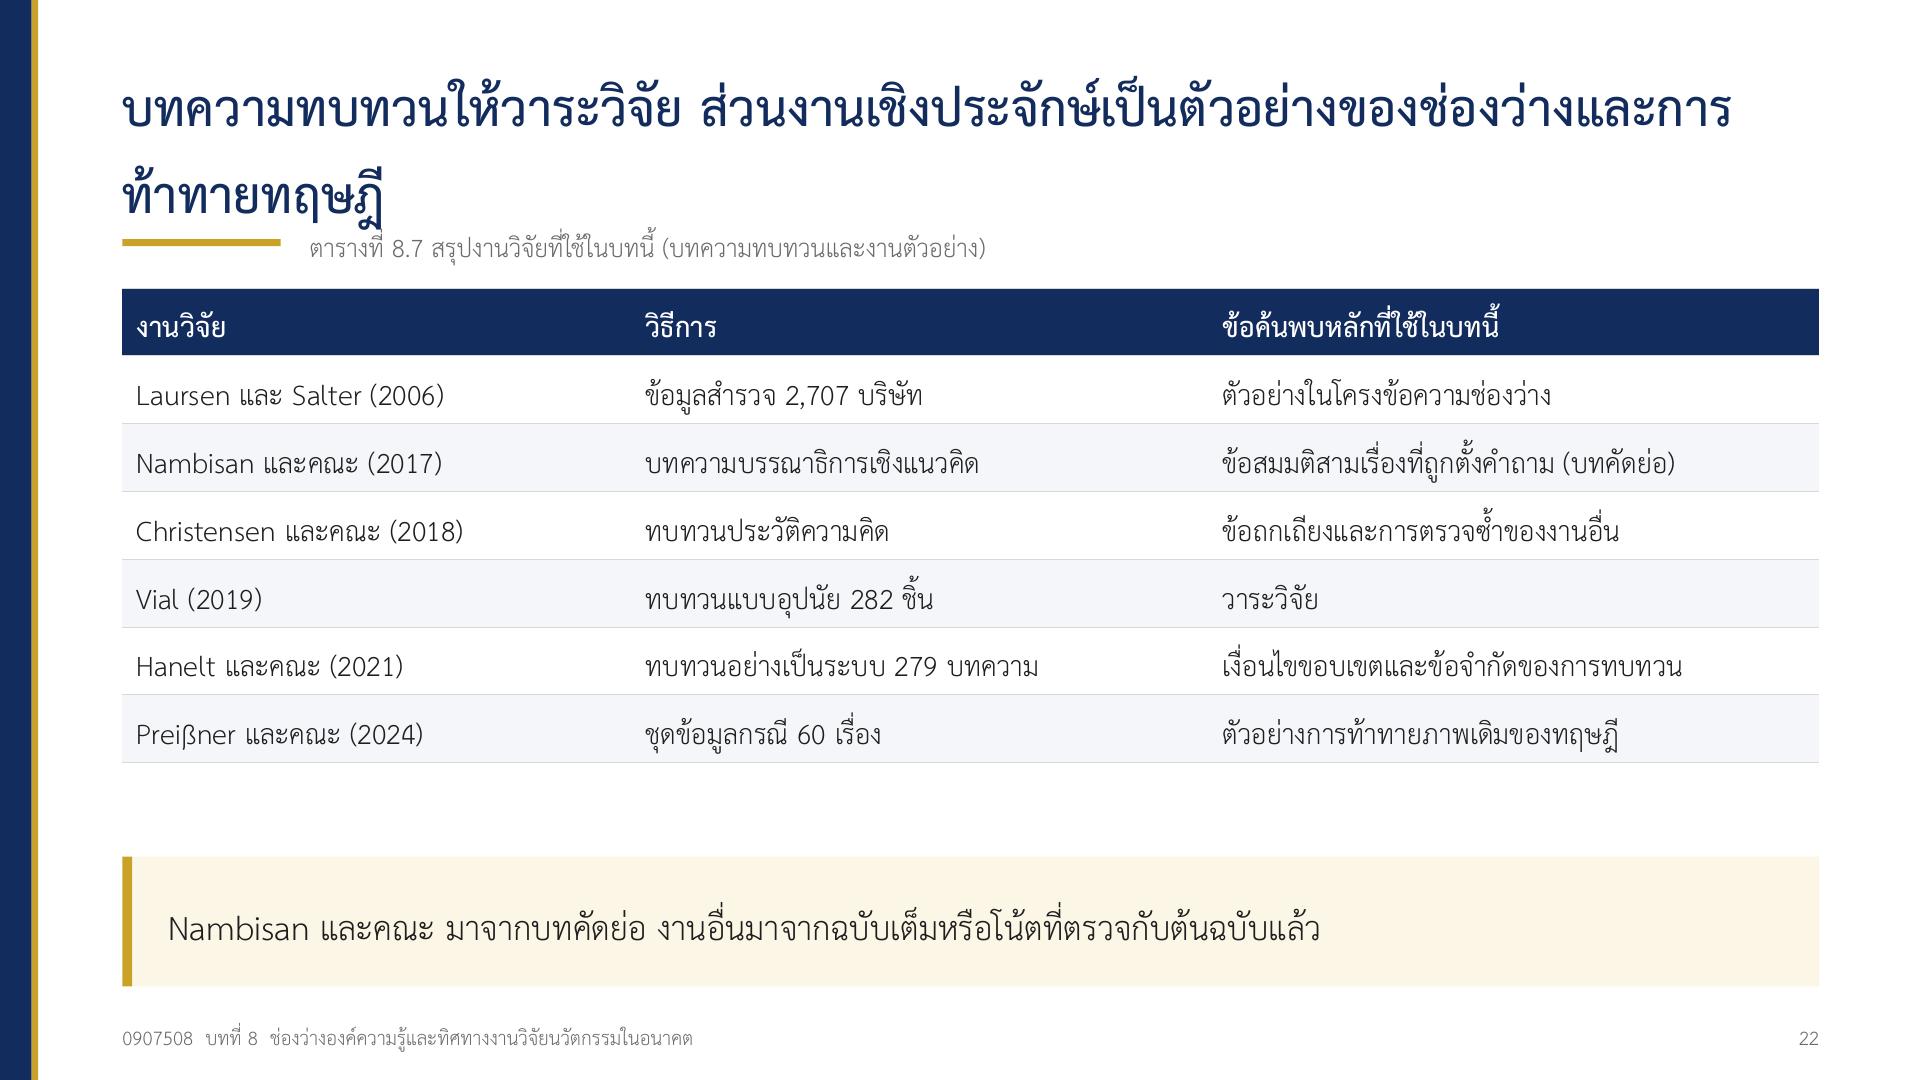 บทความทบทวนให้วาระวิจัย ส่วนงานเชิงประจักษ์เป็นตัวอย่างของช่องว่างและการ
ท้าทายทฤษฎี
ตารางที่ 8.7 สรุปงานวิจัยที่ใช้ในบทนี้ (บทความทบทวนและงานตัวอย่าง)
งานวิจัย วิธีการ ข้อค้นพบหลักที่ใช้ในบทนี้
Laursen และ Salter (2006) ข้อมูลสำรวจ 2,707 บริษัท ตัวอย่างในโครงข้อความช่องว่าง
Nambisan และคณะ (2017) บทความบรรณาธิการเชิงแนวคิด ข้อสมมติสามเรื่องที่ถูกตั้งคำถาม (บทคัดย่อ)
Christensen และคณะ (2018) ทบทวนประวัติความคิด ข้อถกเถียงและการตรวจซ้ำของงานอื่น
Vial (2019) ทบทวนแบบอุปนัย 282 ชิ้น วาระวิจัย
Hanelt และคณะ (2021) ทบทวนอย่างเป็นระบบ 279 บทความ เงื่อนไขขอบเขตและข้อจำกัดของการทบทวน
Preißner และคณะ (2024) ชุดข้อมูลกรณี 60 เรื่อง ตัวอย่างการท้าทายภาพเดิมของทฤษฎี
Nambisan และคณะ มาจากบทคัดย่อ งานอื่นมาจากฉบับเต็มหรือโน้ตที่ตรวจกับต้นฉบับแล้ว
0907508 บทที่ 8 ช่องว่างองค์ความรู้และทิศทางงานวิจัยนวัตกรรมในอนาคต 22